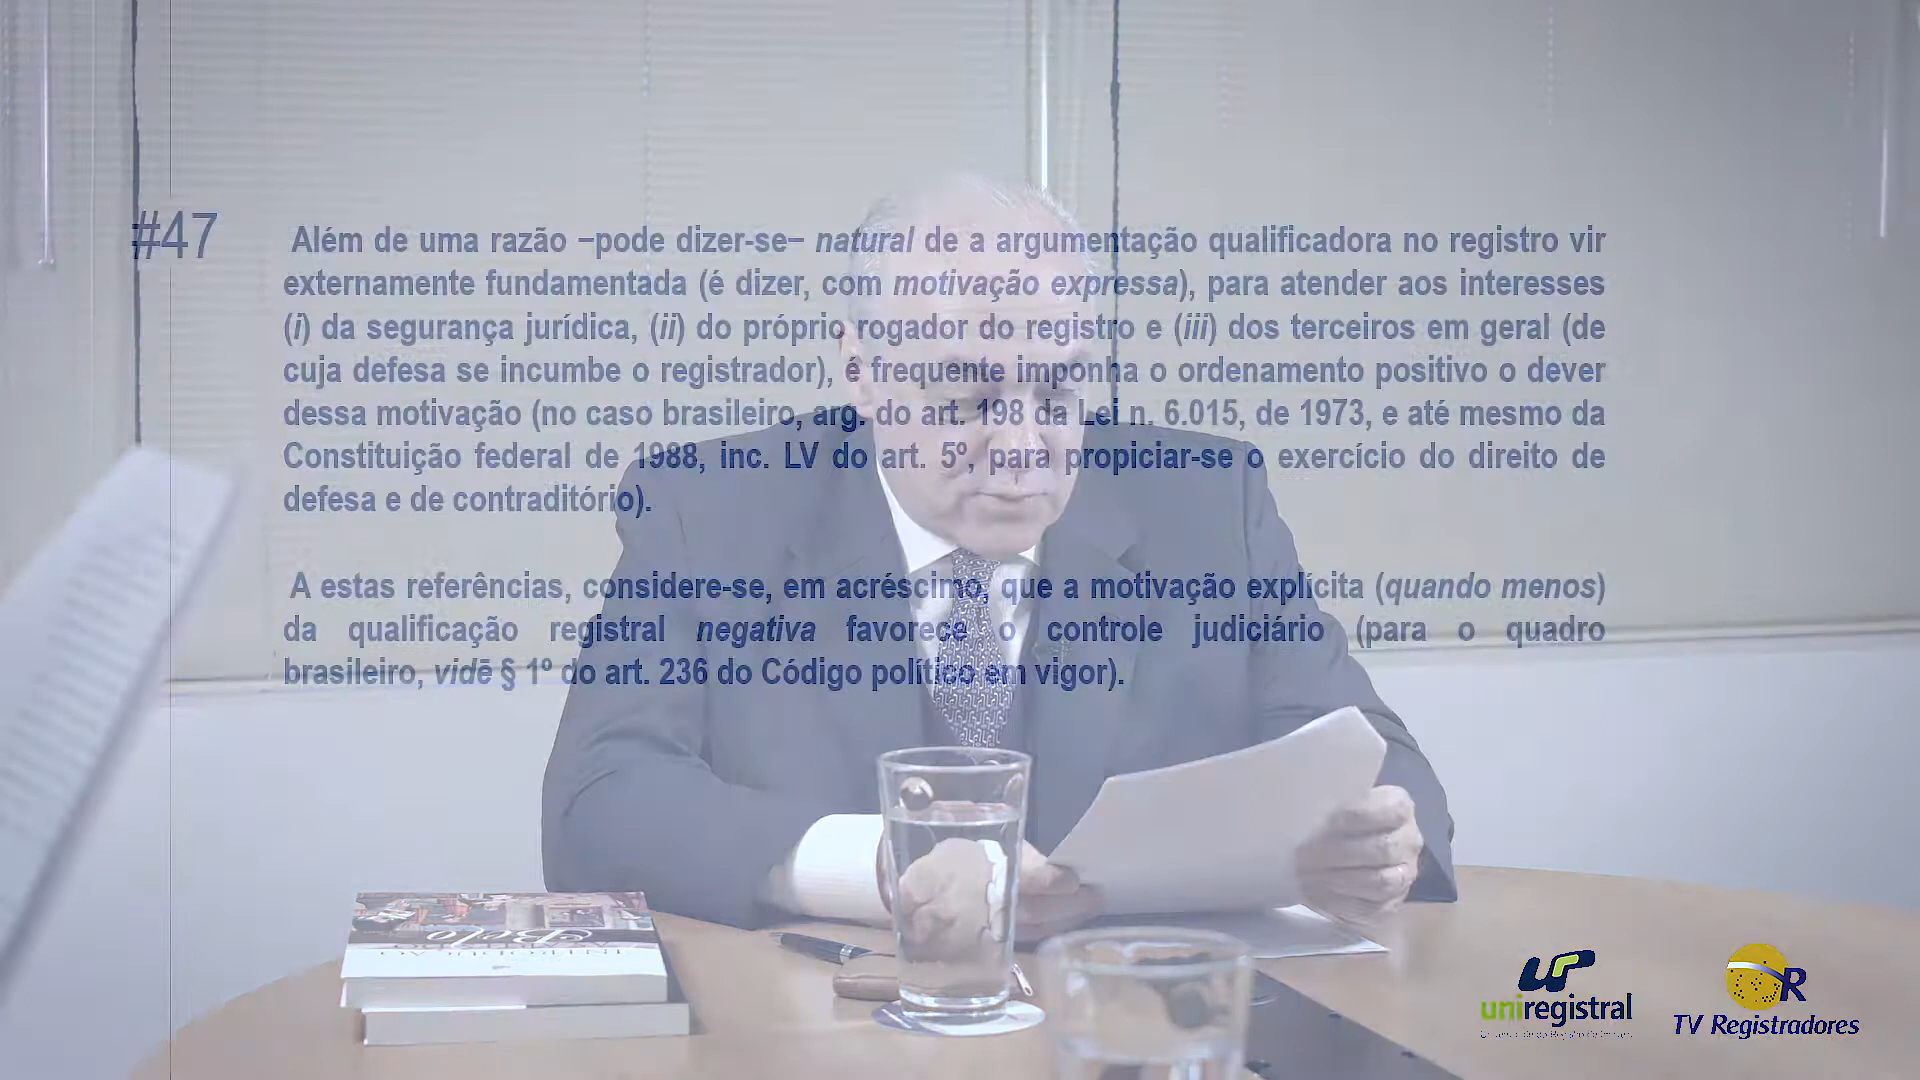 #47
Além de uma razão −pode dizer-se− natural de a argumentação qualificadora no registro vir
externamente fundamentada (é dizer, com motivação expressa), para atender aos interesses
(i) da segurança jurídica, (ii) do próprio rogador do registro e (iii) dos terceiros em geral (de
cuja defesa se incumbe o registrador), é frequente imponha o ordenamento positivo o dever
dessa motivação (no caso brasileiro, arg. do art. 198 da Lei n. 6.015, de 1973, e até mesmo da
Constituição federal de 1988, inc. LV do art. 5º, para propiciar-se o exercício do direito de
defesa e de contraditório).
A estas referências, considere-se, em acréscimo, que a motivação explícita (quando menos)
da qualificação registral negativa favorece o controle judiciário (para o quadro
brasileiro, vidē § 1º do art. 236 do Código político em vigor).
Belo
INTRODUÇÃO
uniregistral
R
TV Registradores